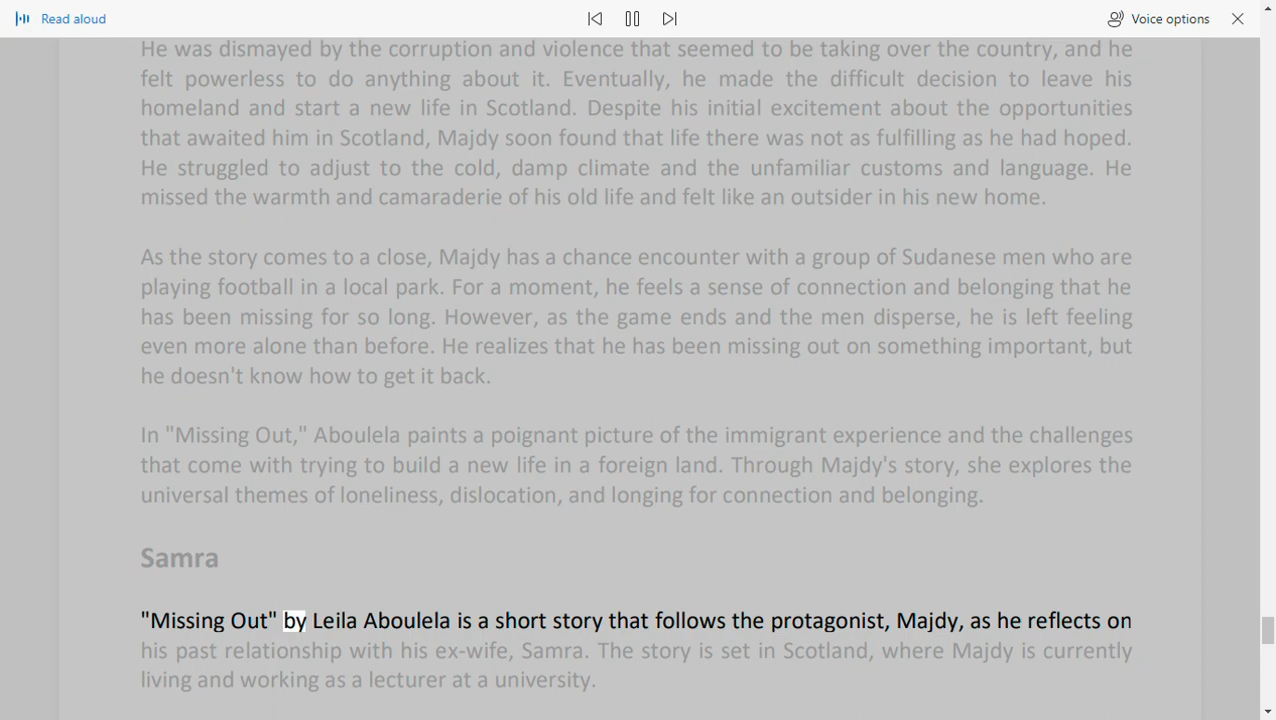 Read aloud
Voice options
He was dismayed by the corruption and violence that seemed to be taking over the country, and he
felt powerless to do anything about it. Eventually, he made the difficult decision to leave his
homeland and start a new life in Scotland. Despite his initial excitement about the opportunities
that awaited him in Scotland, Majdy soon found that life there was not as fulfilling as he had hoped.
He struggled to adjust to the cold, damp climate and the unfamiliar customs and language. He
missed the warmth and camaraderie of his old life and felt like an outsider in his new home.
As the story comes to a close, Majdy has a chance encounter with a group of Sudanese men who are
playing football in a local park. For a moment, he feels a sense of connection and belonging that he
has been missing for so long. However, as the game ends and the men disperse, he is left feeling
even more alone than before. He realizes that he has been missing out on something important, but
he doesn't know how to get it back.
In "Missing Out," Aboulela paints a poignant picture of the immigrant experience and the challenges
that come with trying to build a new life in a foreign land. Through Majdy's story, she explores the
universal themes of loneliness, dislocation, and longing for connection and belonging.
Samra
"Missing Out" by Leila Aboulela is a short story that follows the protagonist, Majdy, as he reflects on
his past relationship with his ex-wife, Samra. The story is set in Scotland, where Majdy is currently
living and working as a lecturer at a university.